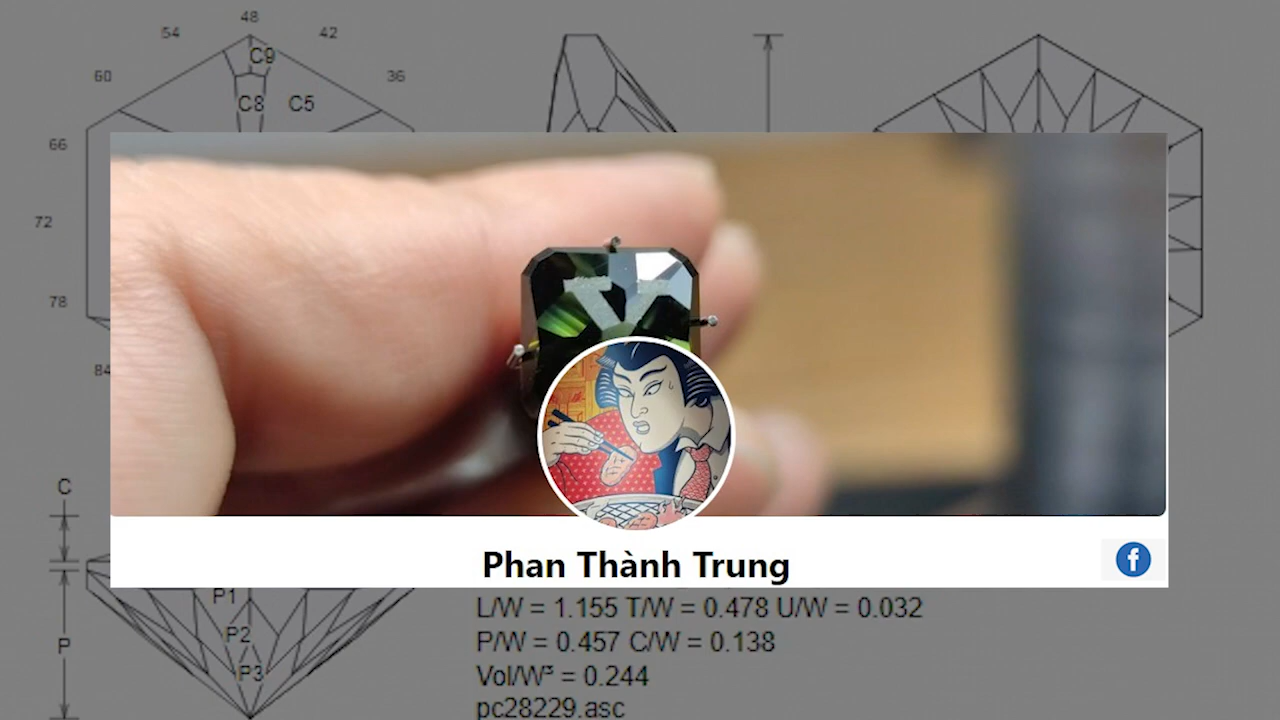 48
54
42
C9
60
36
C8 C5
66
72
78
84
C
Phan Thành Trung
f
P1
L/W = 1.155 T/W = 0.478 U/W = 0.032
P2
P
P/W = 0.457 C/W = 0.138
P3
Vol/W³ = 0.244
pc28229.asc